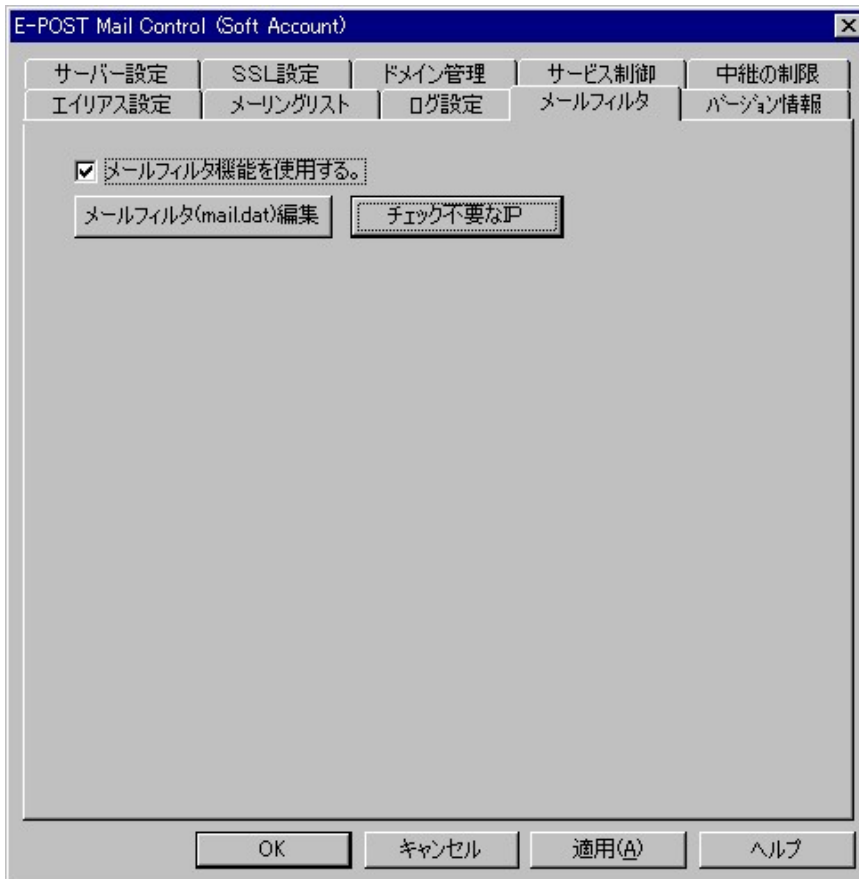 E-POST Mail Control (Soft Account)
サーバー設定 SSL設定 ドメイン管理 サービス制御 中継の制限
エイリアス設定 メーリングリスト ログ設定 メールフィルタ バージョン情報
メールフィルタ機能を使用する。
メールフィルタ(mail.dat)編集 チェック不要なIP
OK キャンセル 適用(A) ヘルプ